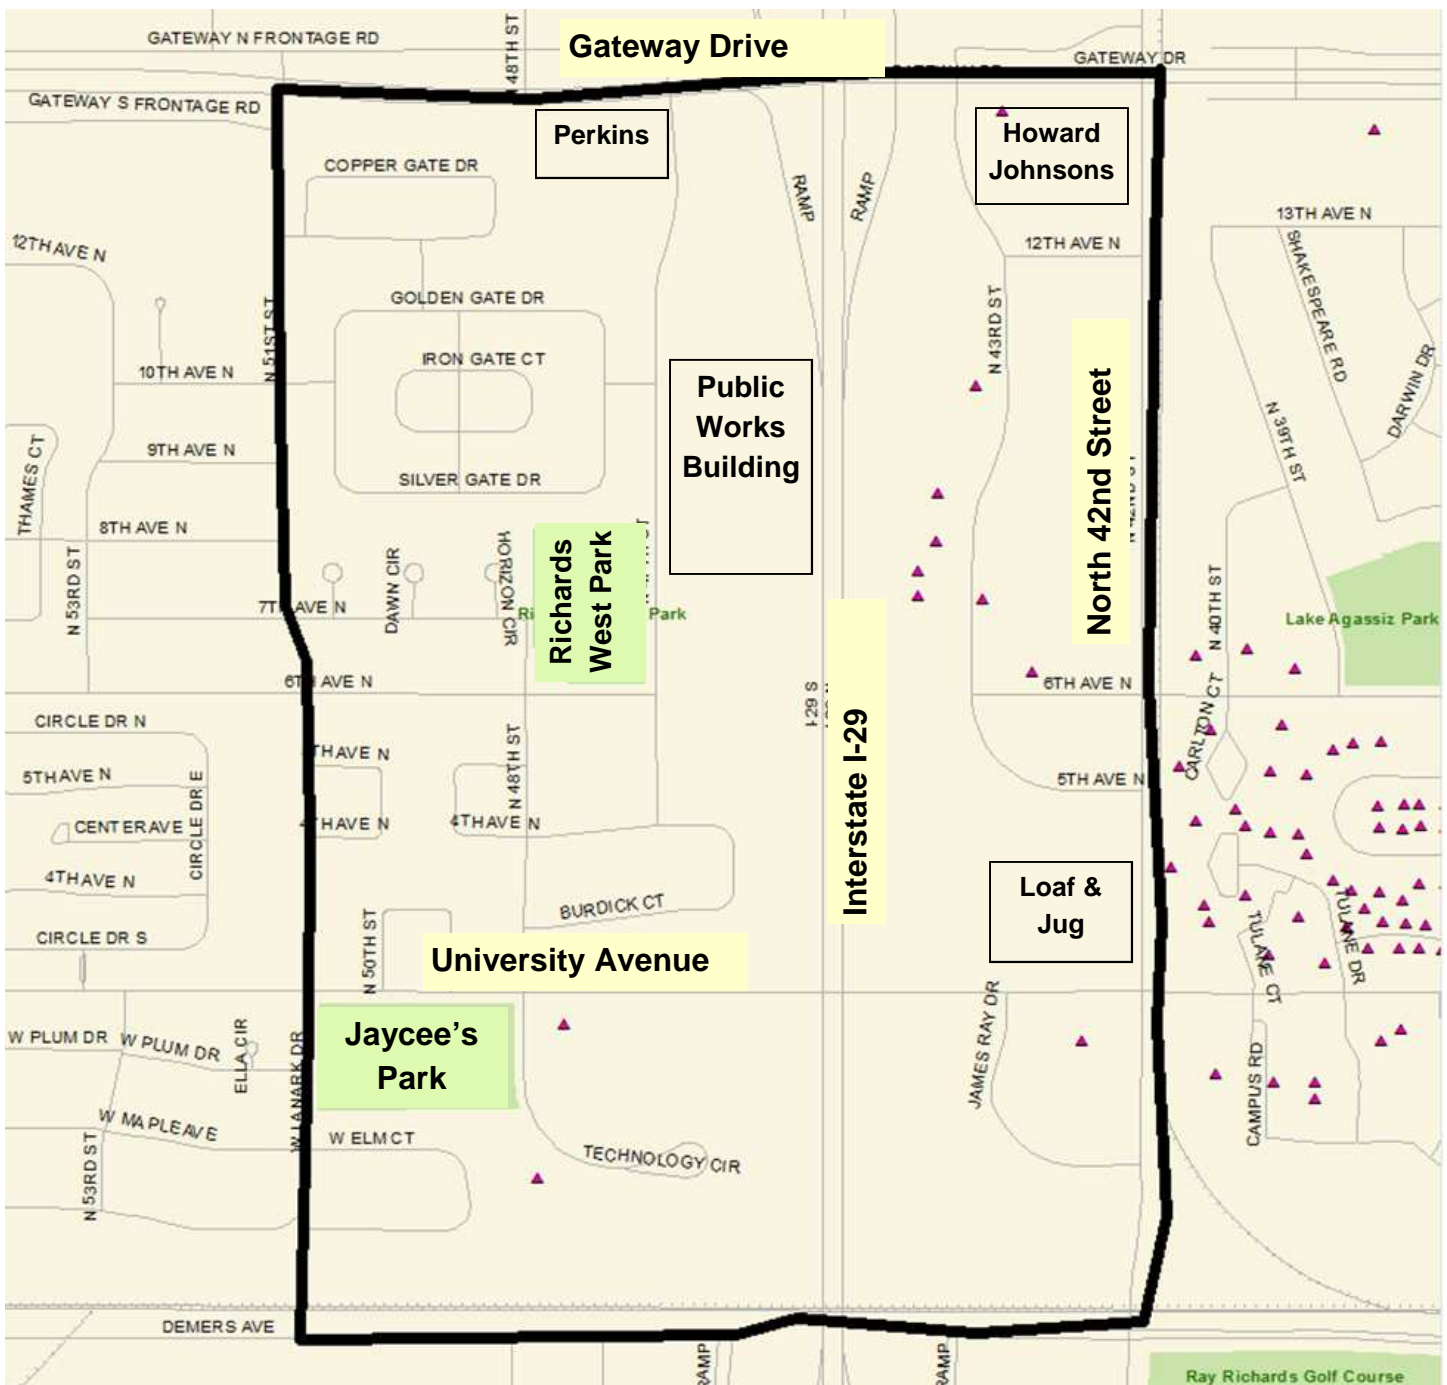 GATEWAY N FRONTAGE RD
48TH ST
Gateway Drive
GATEWAY DR
GATEWAY S FRONTAGE RD
Perkins
Howard
Johnsons
COPPER GATE DR
RAMP
RAMP
13TH AVE N
12TH AVE N
12TH AVE N
SHAKESPEARE RD
GOLDEN GATE DR
N 51ST ST
N 43RD ST
IRON GATE CT
10TH AVE N
Public
Works
Building
North 42nd Street
DARWIN DR
N 39TH ST
9TH AVE N
THAMES CT
SILVER GATE DR
N 42ND ST
8TH AVE N
N 53RD ST
DAWN CIR
HORIZON CIR
Richards
West Park
7TH AVE N
Park
N 40TH ST
Lake Agassiz Park
6TH AVE N
I-29 S
Interstate I-29
6TH AVE N
CARLTON CT
CIRCLE DR N
N 48TH ST
5TH AVE N
CIRCLE DR E
5TH AVE N
CENTER AVE
4TH AVE N
4TH AVE N
4TH AVE N
Loaf &
Jug
BURDICK CT
TULANE DR
CIRCLE DR S
N 50TH ST
University Avenue
TULANE CT
JAMES RAY DR
W PLUM DR
W PLUM DR
ELLA CIR
W LANARK DR
Jaycee’s
Park
CAMPUS RD
W MAPLE AVE
W ELM CT
N 53RD ST
TECHNOLOGY CIR
DEMERS AVE
RAMP
RAMP
Ray Richards Golf Course